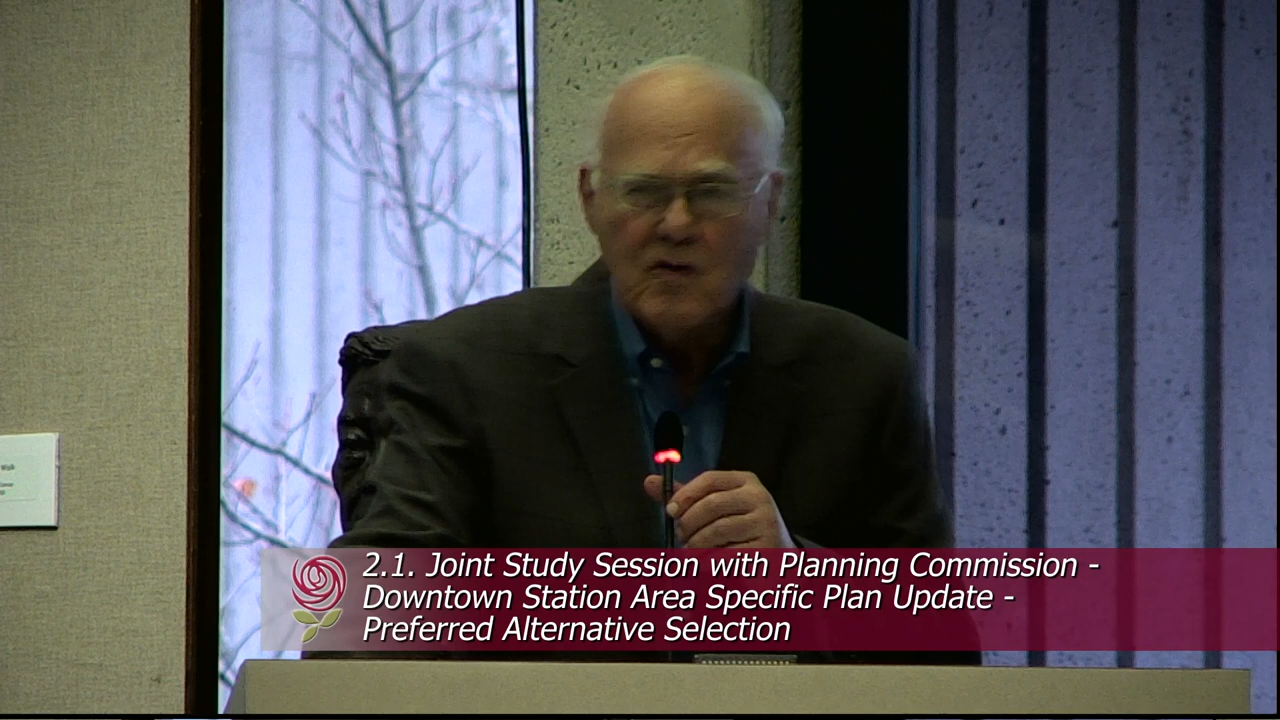 2.1. Joint Study Session with Planning Commission -
Downtown Station Area Specific Plan Update -
Preferred Alternative Selection